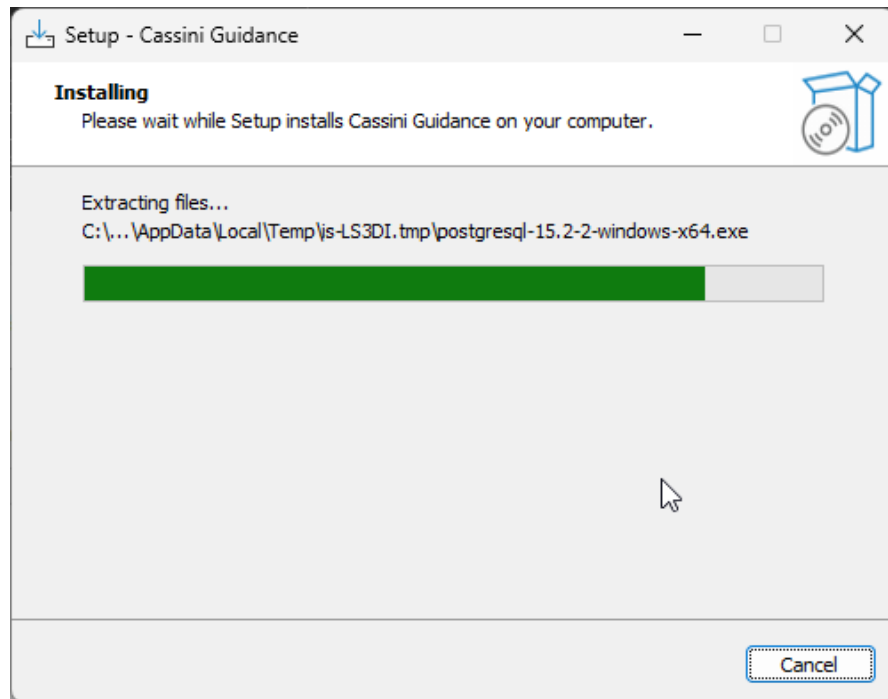 Setup - Cassini Guidance
Installing
Please wait while Setup installs Cassini Guidance on your computer.
Extracting files...
C:\...\AppData\Local\Temp\is-LS3DI.tmp\postgresql-15.2-2-windows-x64.exe
Cancel